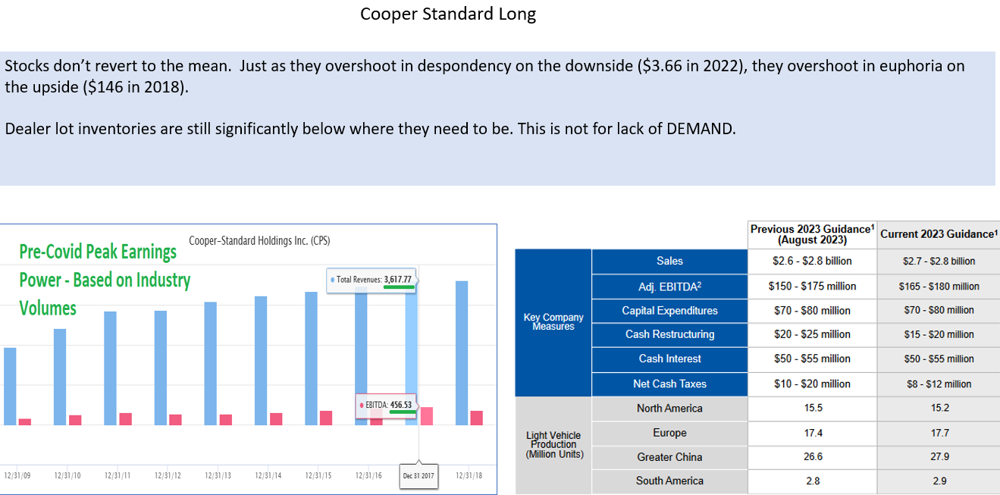 Cooper Standard Long
Stocks don’t revert to the mean.  Just as they overshoot in despondency on the downside ($3.66 in 2022), they overshoot in euphoria on
the upside ($146 in 2018).
Dealer lot inventories are still significantly below where they need to be. This is not for lack of DEMAND.
Pre-Covid Peak Earnings
Power - Based on Industry
Volumes
Cooper-Standard Holdings Inc. (CPS)
Total Revenues: 3,617.77
EBITDA: 456.53
12/31/09 12/31/10 12/31/11 12/31/12 12/31/13 12/31/14 12/31/15 12/31/16 Dec 31 2017 12/31/18
Previous 2023 Guidance1
(August 2023)
Current 2023 Guidance1
Key Company
Measures
Sales $2.6 - $2.8 billion $2.7 - $2.8 billion
Adj. EBITDA2 $150 - $175 million $165 - $180 million
Capital Expenditures $70 - $80 million $70 - $80 million
Cash Restructuring $20 - $25 million $15 - $20 million
Cash Interest $50 - $55 million $50 - $55 million
Net Cash Taxes $10 - $20 million $8 - $12 million
Light Vehicle
Production
(Million Units)
North America 15.5 15.2
Europe 17.4 17.7
Greater China 26.6 27.9
South America 2.8 2.9